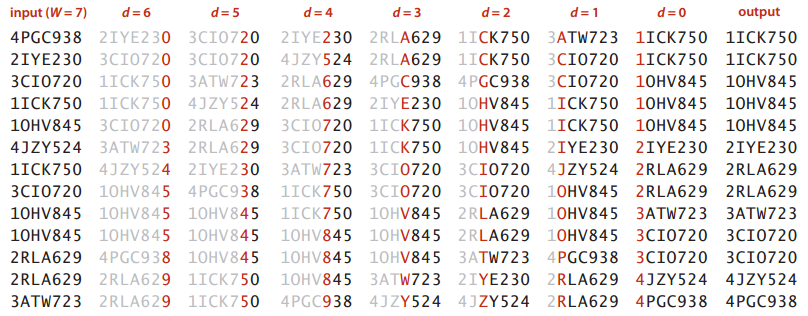 input (W = 7) d = 6 d = 5 d = 4 d = 3 d = 2 d = 1 d = 0 output
4PGC938 2IYE230 3CIO720 2IYE230 2RLA629 1ICK750 3ATW723 1ICK750 1ICK750
2IYE230 3CIO720 3CIO720 4JZY524 2RLA629 1ICK750 3CIO720 1ICK750 1ICK750
3CIO720 1ICK750 3ATW723 2RLA629 4PGC938 4PGC938 3CIO720 1OHV845 1OHV845
1ICK750 1ICK750 4JZY524 2RLA629 2IYE230 1OHV845 1ICK750 1OHV845 1OHV845
1OHV845 3CIO720 2RLA629 3CIO720 1ICK750 1OHV845 1ICK750 1OHV845 1OHV845
4JZY524 3ATW723 2RLA629 3CIO720 1ICK750 1OHV845 2IYE230 2IYE230 2IYE230
1ICK750 4JZY524 2IYE230 3ATW723 3CIO720 3CIO720 4JZY524 2RLA629 2RLA629
3CIO720 1OHV845 4PGC938 1ICK750 3CIO720 3CIO720 1OHV845 2RLA629 2RLA629
1OHV845 1OHV845 1OHV845 1ICK750 1OHV845 2RLA629 1OHV845 3ATW723 3ATW723
1OHV845 1OHV845 1OHV845 1OHV845 1OHV845 2RLA629 1OHV845 3CIO720 3CIO720
2RLA629 4PGC938 1OHV845 1OHV845 1OHV845 3ATW723 4PGC938 3CIO720 3CIO720
2RLA629 2RLA629 1ICK750 1OHV845 3ATW723 2IYE230 2RLA629 4JZY524 4JZY524
3ATW723 2RLA629 1ICK750 4PGC938 4JZY524 4JZY524 2RLA629 4PGC938 4PGC938